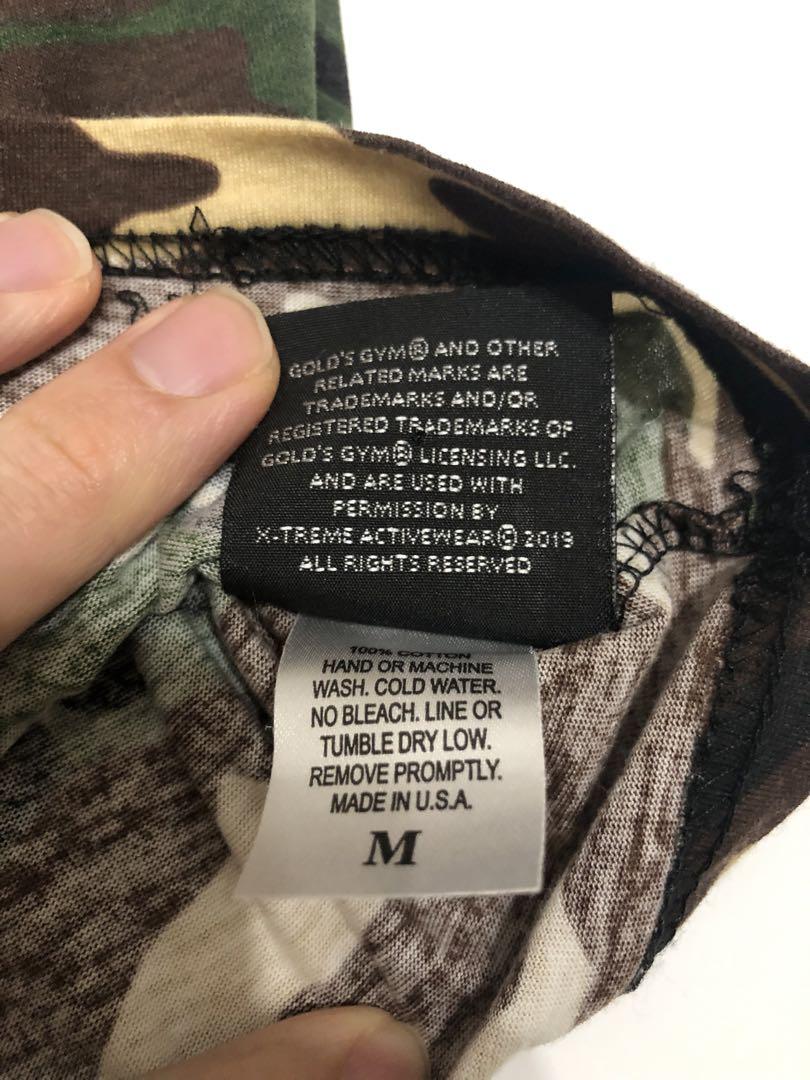 GOLD'S GYM® AND OTHER
RELATED MARKS ARE
TRADEMARKS AND/OR
REGISTERED TRADEMARKS OF
GOLD'S GYM® LICENSING LLC.
AND ARE USED WITH
PERMISSION BY
X-TREME ACTIVEWEAR© 2019
ALL RIGHTS RESERVED
100% COTTON
HAND OR MACHINE
WASH. COLD WATER.
NO BLEACH. LINE OR
TUMBLE DRY LOW.
REMOVE PROMPTLY.
MADE IN U.S.A.
M